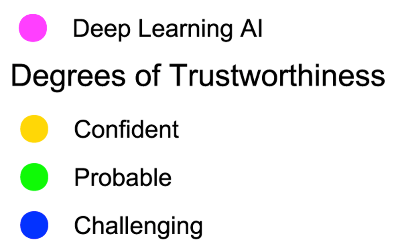 Deep Learning AI
Degrees of Trustworthiness
Confident
Probable
Challenging